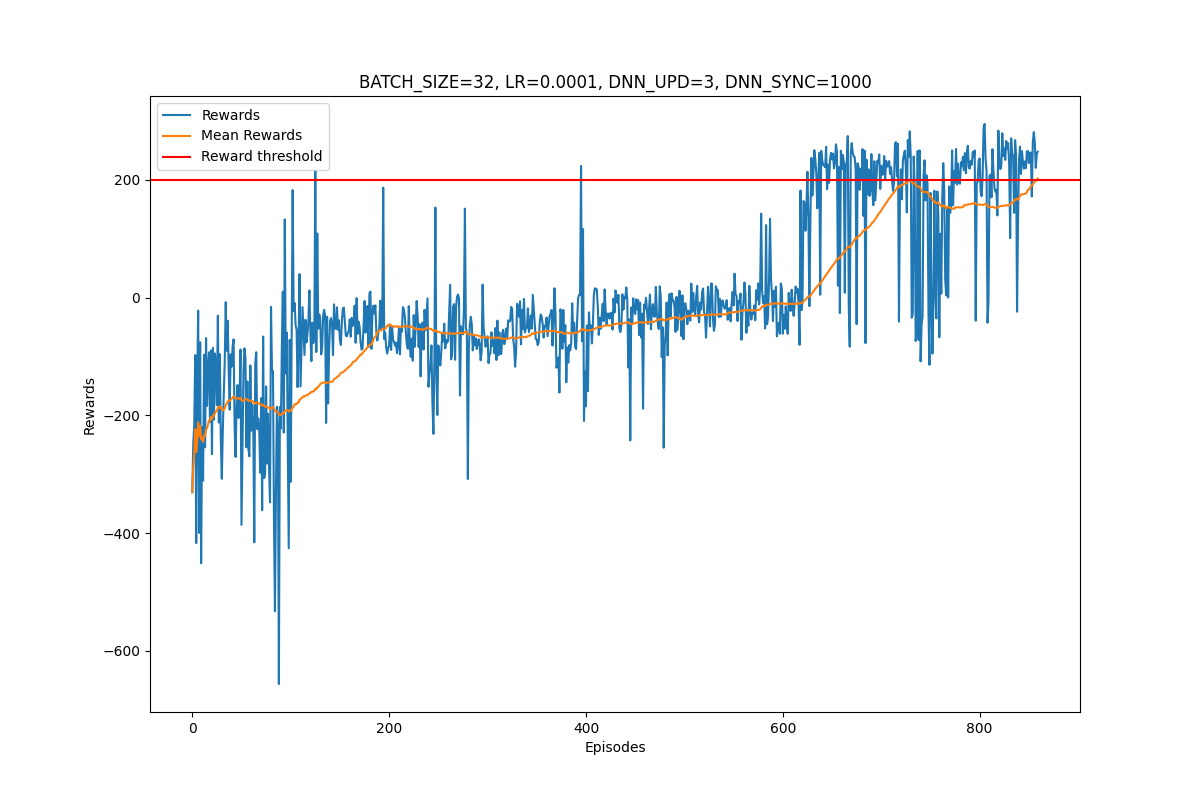 BATCH_SIZE=32, LR=0.0001, DNN_UPD=3, DNN_SYNC=1000
Rewards
Mean Rewards
Reward threshold
200
0
−200
−400
−600
Rewards
0
200
400
600
800
Episodes